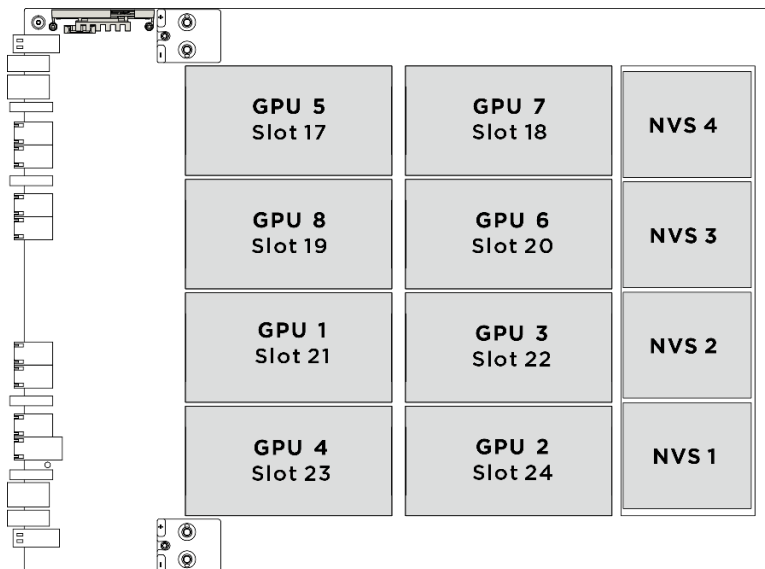 GPU 5
Slot 17
GPU 7
Slot 18
NVS 4
GPU 8
Slot 19
GPU 6
Slot 20
NVS 3
GPU 1
Slot 21
GPU 3
Slot 22
NVS 2
GPU 4
Slot 23
GPU 2
Slot 24
NVS 1